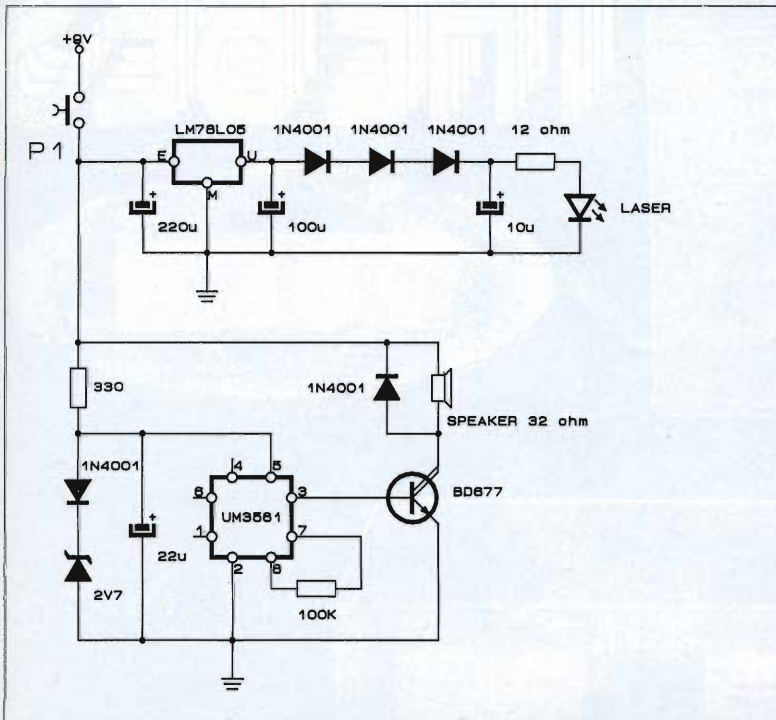 +9V
P1
LM78L05 1N4001 1N4001 1N4001 12 ohm
E U
M
220u 100u 10u LASER
330 1N4001
SPEAKER 32 ohm
1N4001
4 5
6 3 BD677
UM3561
1 7
22u
2 8
2V7
100K